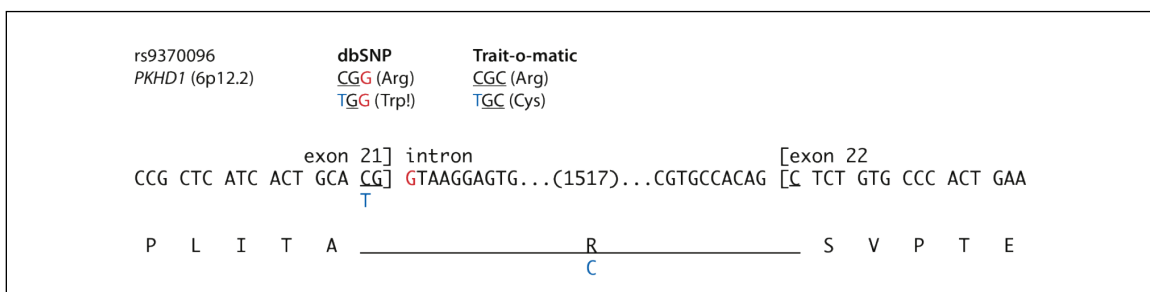 rs9370096 dbSNP Trait-o-matic
PKHD1 (6p12.2) CGG (Arg) CGC (Arg)
TGG (Trp!) TGC (Cys)
exon 21] intron [exon 22
CCG CTC ATC ACT GCA CG] GTAAGGAGTG...(1517)...CGTGCCACAG [C TCT GTG CCC ACT GAA
T
P L I T A R S V P T E
C